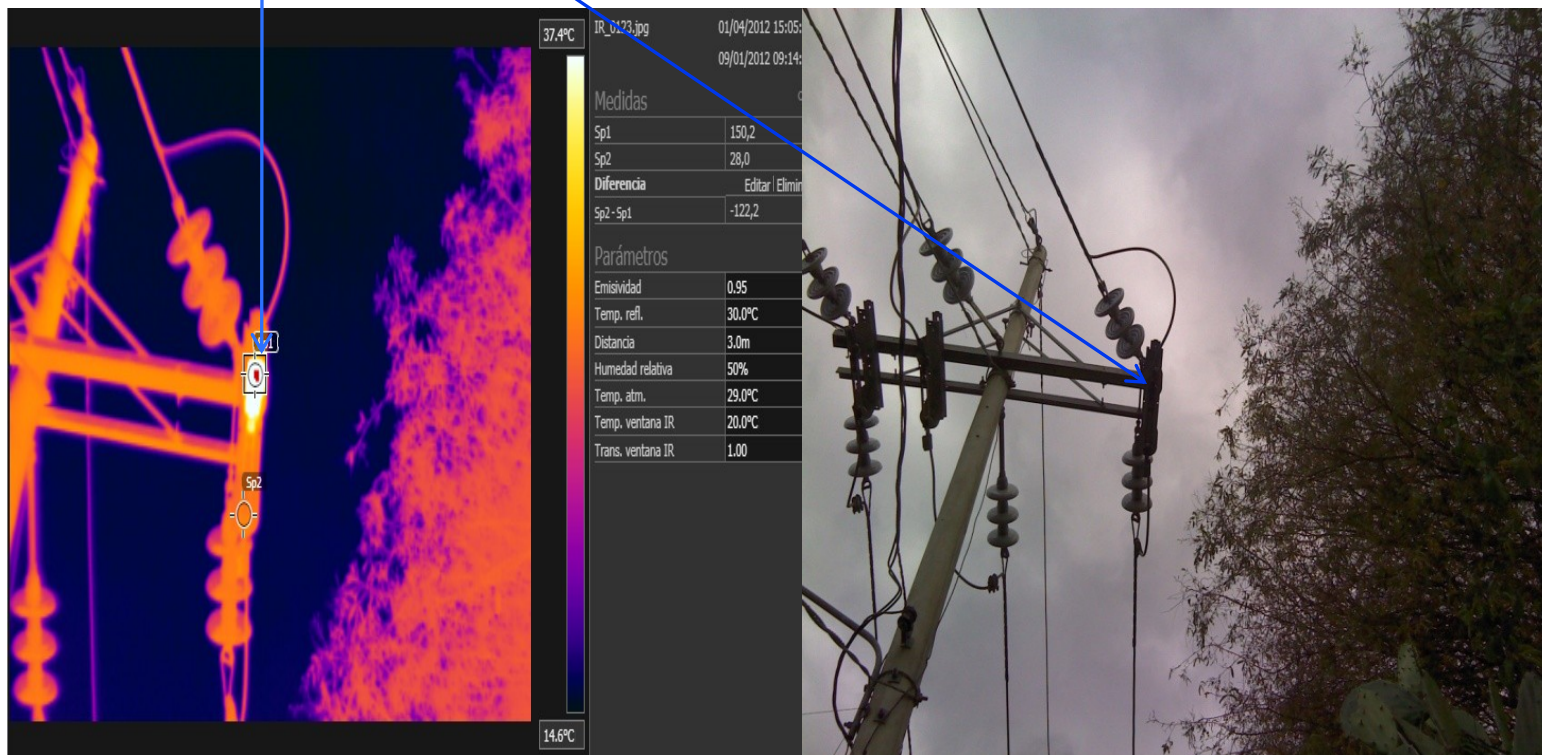 37.4°C
IR_0123.jpg 01/04/2012 15:05:
09/01/2012 09:14:
Medidas
Sp1 150,2
Sp2 28,0
Diferencia Editar | Elimin
Sp2 - Sp1 -122,2
Parámetros
Emisividad 0.95
Temp. refl. 30.0°C
Distancia 3.0m
Humedad relativa 50%
Temp. atm. 29.0°C
Temp. ventana IR 20.0°C
Trans. ventana IR 1.00
14.6°C
Sp2